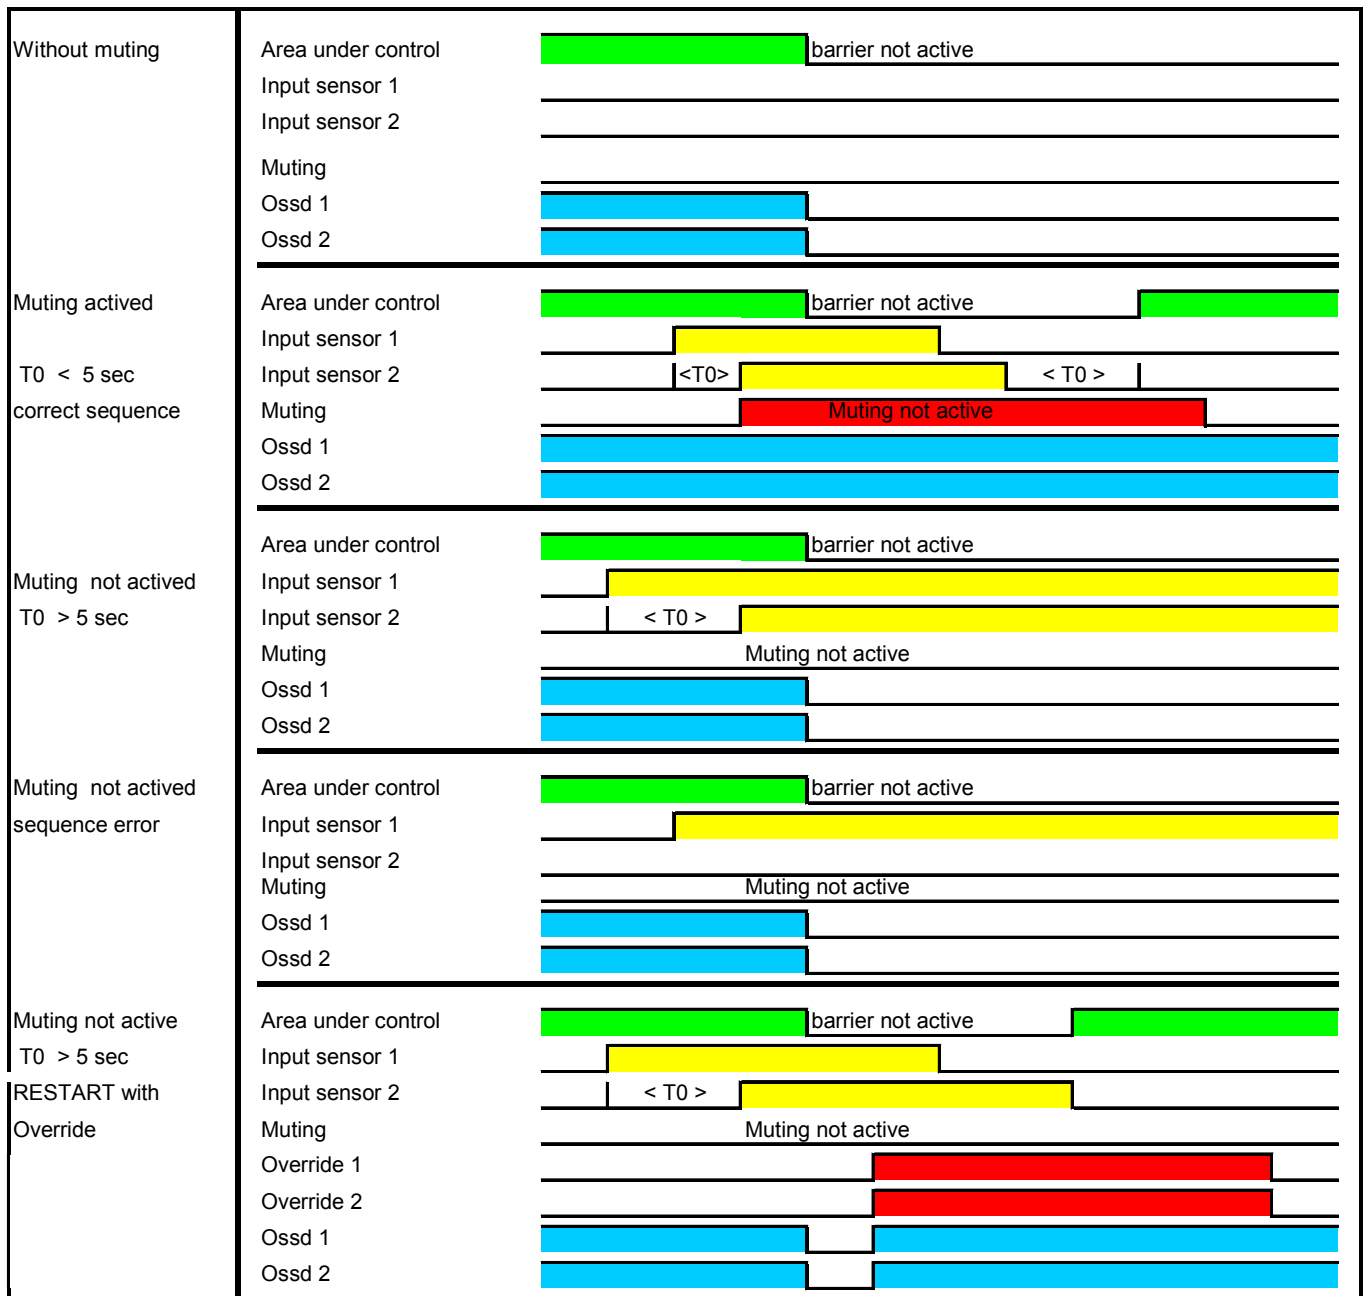 Without muting
Area under control
barrier not active
Input sensor 1
Input sensor 2
Muting
Ossd 1
Ossd 2
Muting actived
Area under control
barrier not active
Input sensor 1
T0 < 5 sec
Input sensor 2
<T0>
< T0 >
correct sequence
Muting
Muting not active
Ossd 1
Ossd 2
Area under control
barrier not active
Muting not actived
Input sensor 1
T0 > 5 sec
Input sensor 2
< T0 >
Muting
Muting not active
Ossd 1
Ossd 2
Muting not actived
Area under control
barrier not active
sequence error
Input sensor 1
Input sensor 2
Muting
Muting not active
Ossd 1
Ossd 2
Muting not active
Area under control
barrier not active
T0 > 5 sec
Input sensor 1
RESTART with
Input sensor 2
< T0 >
Override
Muting
Muting not active
Override 1
Override 2
Ossd 1
Ossd 2